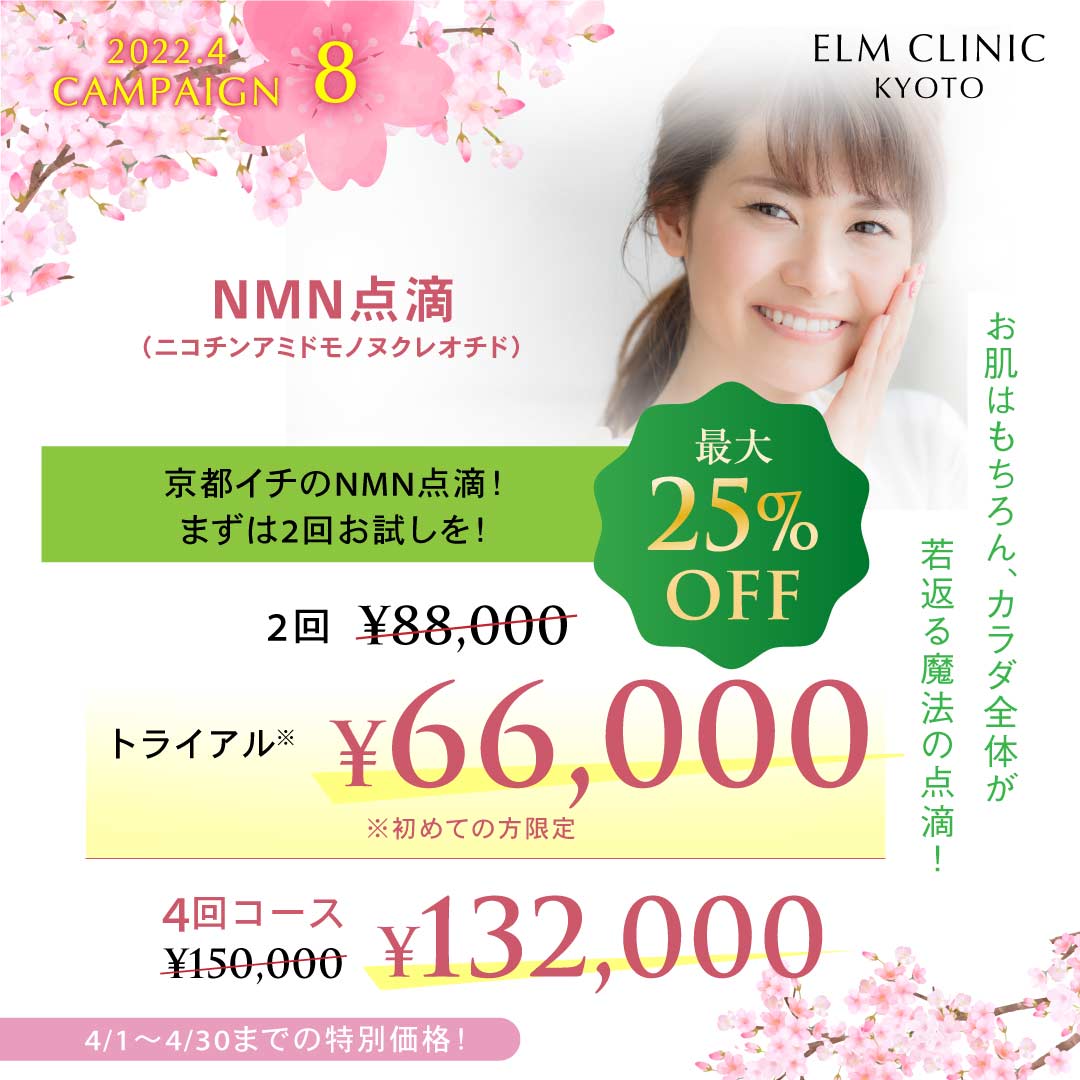 2022.4
CAMPAIGN 8
ELM CLINIC
KYOTO
NMN点滴
（ニコチンアミドモノヌクレオチド）
お肌はもちろん、カラダ全体が
若返る魔法の点滴！
京都イチのNMN点滴！
まずは2回お試しを！
最大
25%
OFF
2回 ¥88,000
トライアル※ ¥66,000
※初めての方限定
4回コース
¥150,000 ¥132,000
4/1〜4/30までの特別価格！